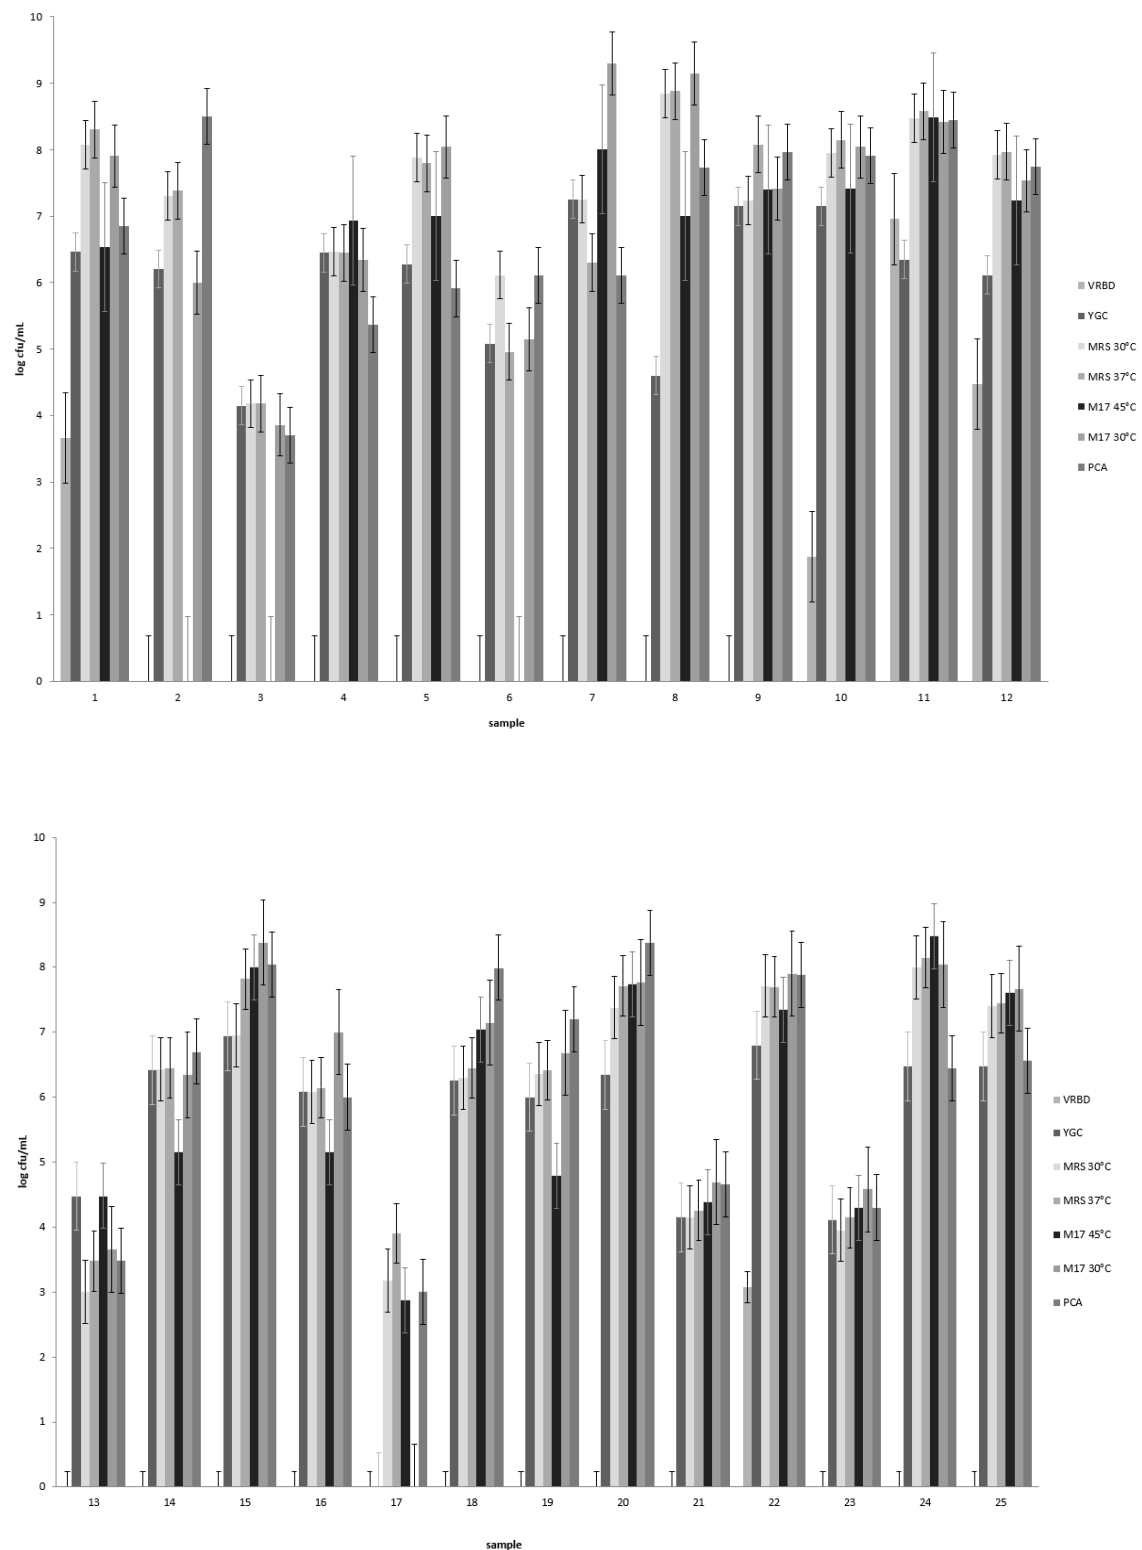 10
9
8
7
6
5
4
3
2
1
0
log cfu/mL
1 2 3 4 5 6 7 8 9 10 11 12
sample
VRBD
YGC
MRS 30°C
MRS 37°C
M17 45°C
M17 30°C
PCA
10
9
8
7
6
5
4
3
2
1
0
log cfu/mL
13 14 15 16 17 18 19 20 21 22 23 24 25
sample
VRBD
YGC
MRS 30°C
MRS 37°C
M17 45°C
M17 30°C
PCA